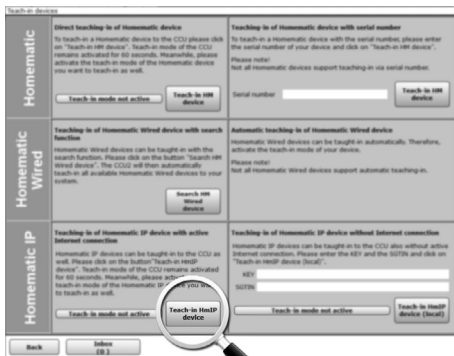 Teach-in devices
Homematic
Direct teaching-in of Homematic device
To teach-in a Homematic device to the CCU please click
on "Teach-in HM device". Teach-in mode of the CCU
remains activated for 60 seconds. Meanwhile, please
activate the teach-in mode of the Homematic device
you want to teach-in as well.
Teach-in mode not active
Teach-in HM
device
Teaching-in of Homematic device with serial number
To teach-in a Homematic device with the serial number, please enter
the serial number of your device and click on "Teach-in HM device".
Please note!
Not all Homematic devices support teaching-in via serial number.
Serial number
Teach-in HM
device
Homematic
Wired
Teaching-in of Homematic Wired device with search
function
Homematic Wired devices can be taught-in with the
search function. Please click on the button "Search HM
Wired device". The CCU2 will then automatically
teach-in all available Homematic Wired devices to your
system.
Search HM
Wired
device
Automatic teaching-in of Homematic Wired device
Homematic Wired devices can be taught-in automatically. Therefore,
activate the teach-in mode of your device.
Please note!
Not all Homematic Wired devices support automatic teaching-in.
Homematic IP
Teaching-in of Homematic IP device with active
Internet connection
Homematic IP devices can be taught-in to the CCU as
well. Please click on the button"Teach-in HmIP
device". Teach-in mode of the CCU remains activated
for 60 seconds. Meanwhile, please
teach-in mode of the Homematic IP you want
to teach-in as well.
Teach-in mode not active
Teach-in HmIP
device
Teaching-in of Homematic IP device without Internet connection
Homematic IP devices can be taught-in to the CCU also without active
Internet connection. Please enter the KEY and the SGTIN and click on
"Teach-in HmIP device (local)".
KEY
SGTIN
Teach-in mode not active
Teach-in HmIP
device (local)
Back
Inbox
(0 )